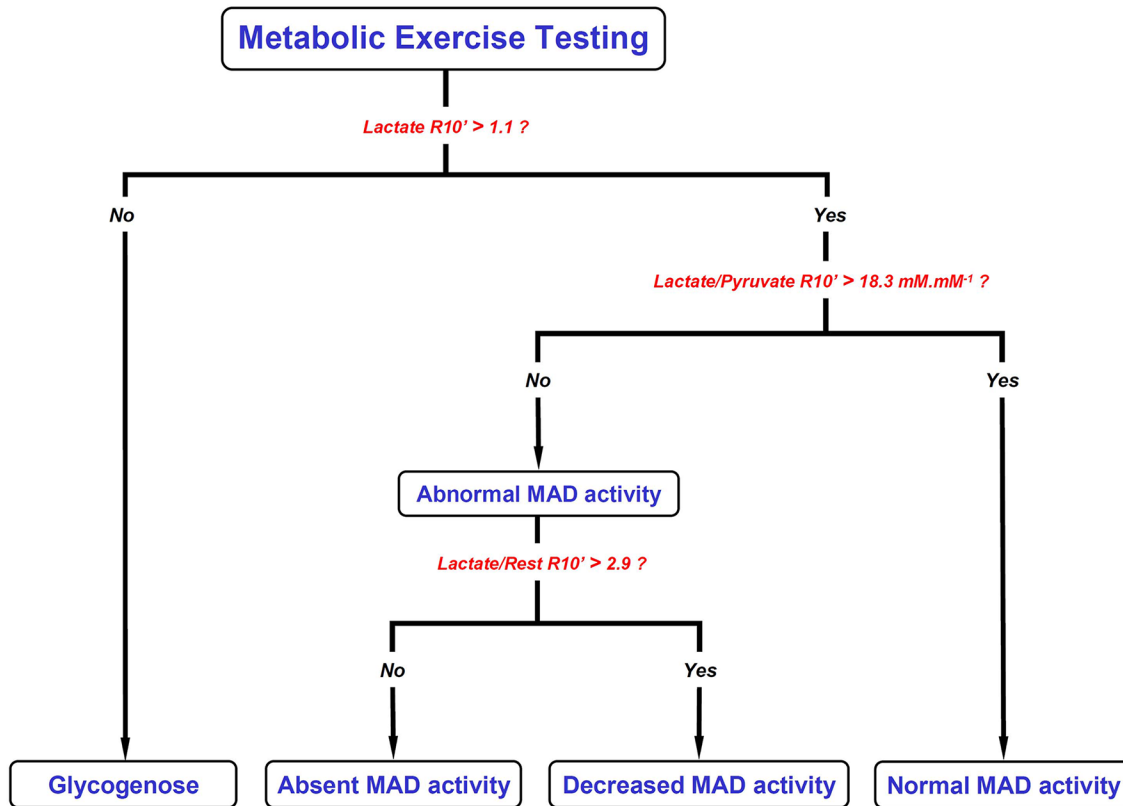 Metabolic Exercise Testing
Lactate R10’ > 1.1 ?
No
Yes
Lactate/Pyruvate R10’ > 18.3 mM.mM⁻¹ ?
No
Yes
Abnormal MAD activity
Lactate/Rest R10’ > 2.9 ?
No
Yes
Glycogenose
Absent MAD activity
Decreased MAD activity
Normal MAD activity